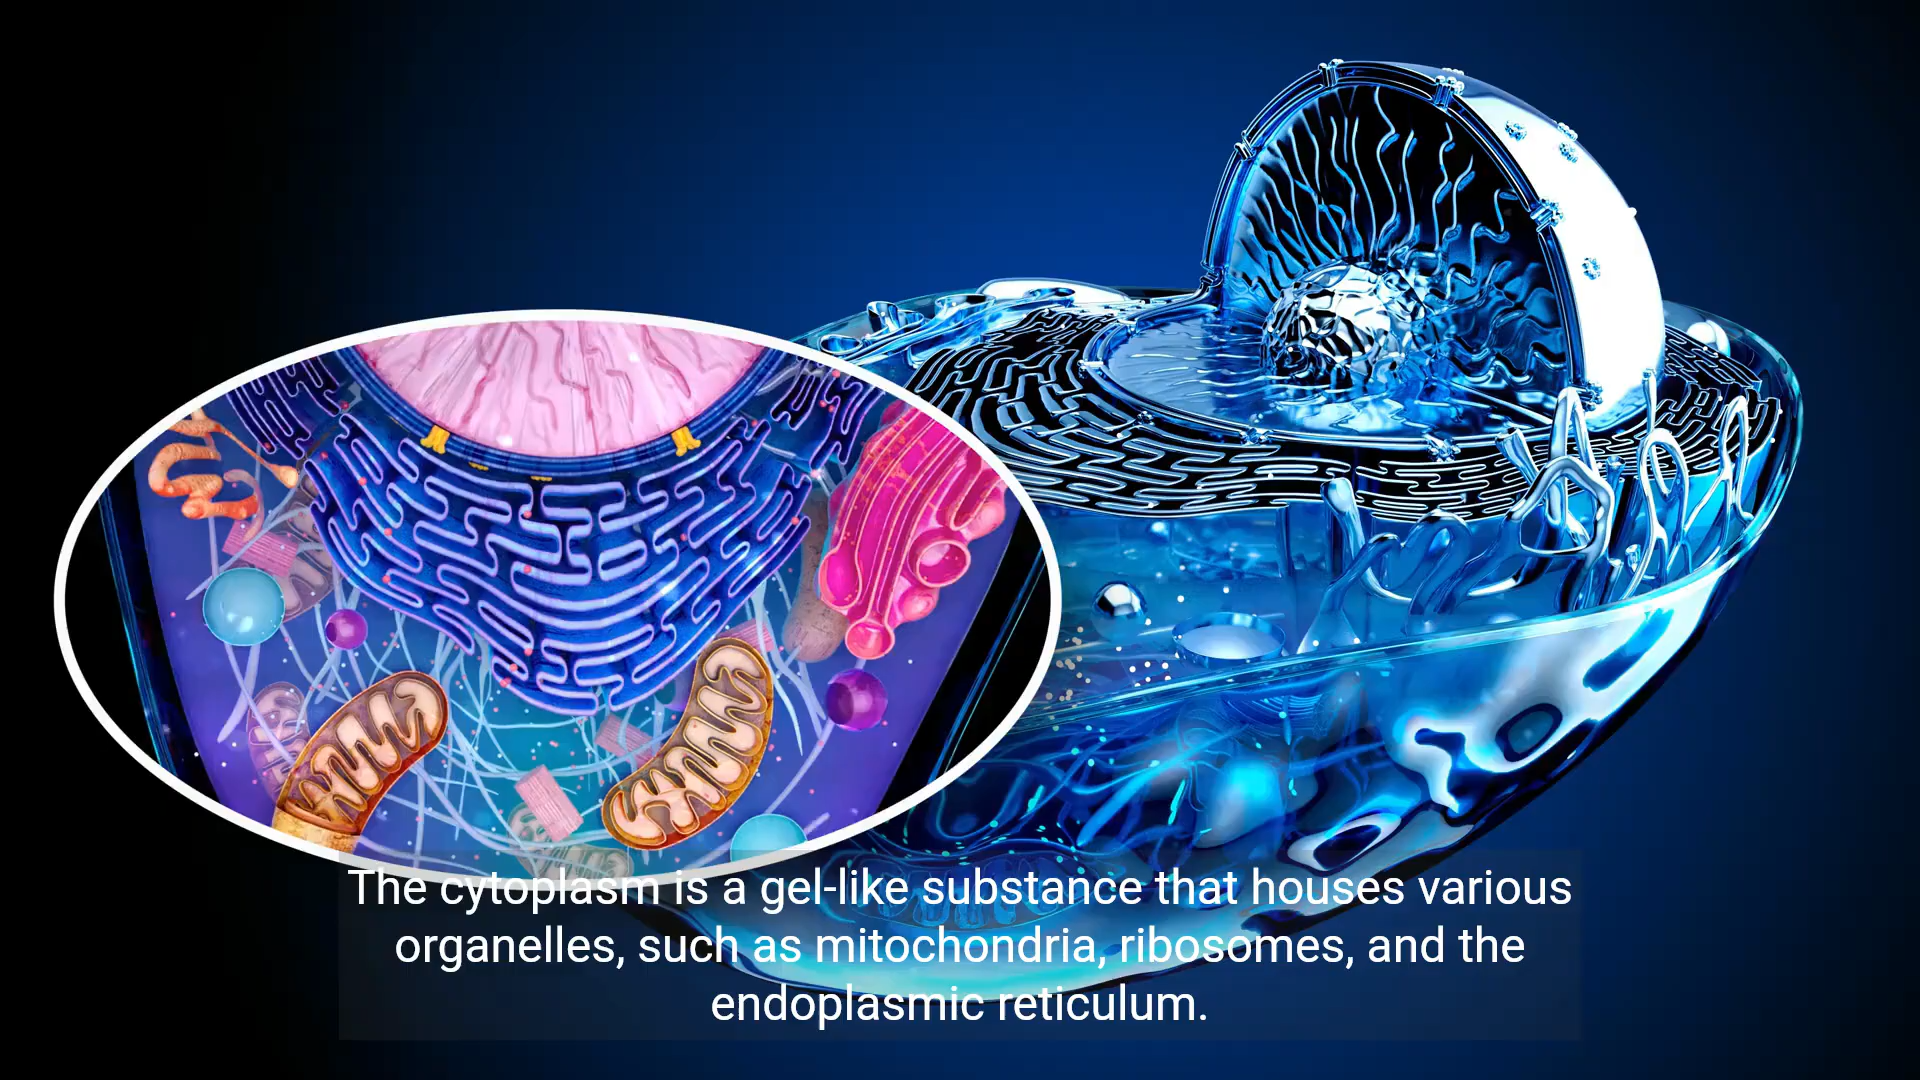 The cytoplasm is a gel-like substance that houses various
organelles, such as mitochondria, ribosomes, and the
endoplasmic reticulum.